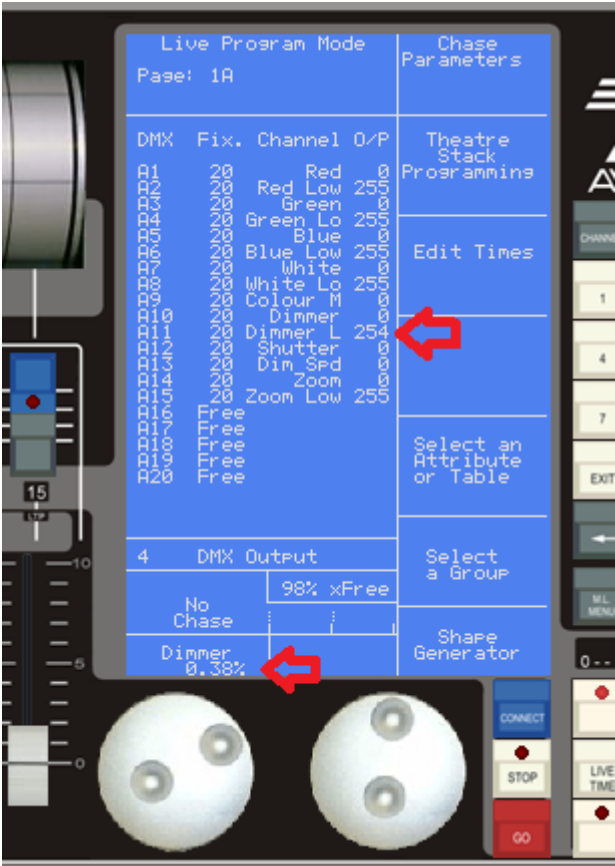 Live Program Mode
Page: 1A
Chase
Parameters
DMX Fix. Channel O/P
A1 20 Red 0
A2 20 Red Low 255
A3 20 Green 0
A4 20 Green Lo 255
A5 20 Blue 0
A6 20 Blue Low 255
A7 20 White 0
A8 20 White Lo 255
A9 20 Colour M 0
A10 20 Dimmer 0
A11 20 Dimmer L 254
A12 20 Shutter 0
A13 20 Dim Spd 0
A14 20 Zoom 0
A15 20 Zoom Low 255
A16 Free
A17 Free
A18 Free
A19 Free
A20 Free
Theatre
Stack
Programming
Edit Times
Select an
Attribute
or Table
4 DMX Output
Select
a Group
98% xFree
No
Chase
Dimmer
0.38%
Shape
Generator
AV
CHANNE
1
4
7
EXIT
M.L.
MENU
15
LTP
10
5
0
0--
CONNECT
STOP
LIVE
TIME
GO